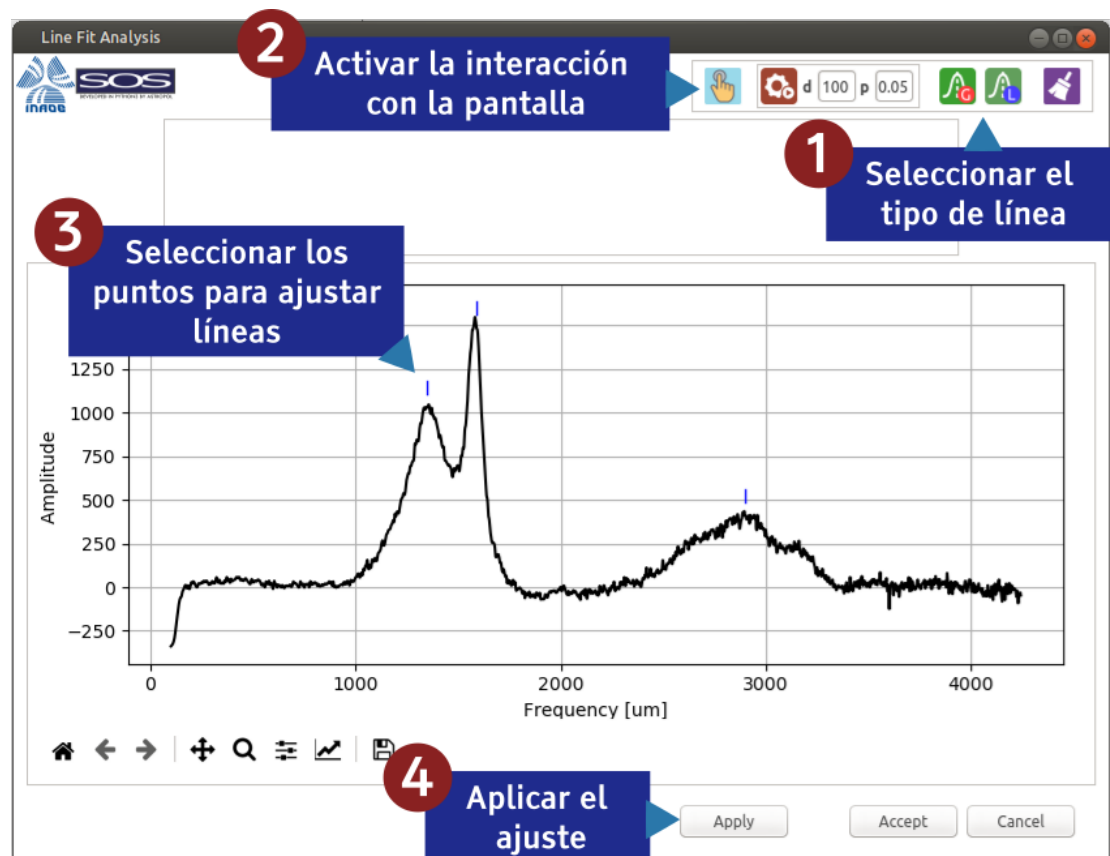 Line Fit Analysis
INAOE
SOS
DEVELOPED IN PYTHON3 BY ASTROPOL
2
Activar la interacción
con la pantalla
d 100 p 0.05
G
L
1
Seleccionar el
tipo de línea
3
Seleccionar los
puntos para ajustar
líneas
1250
1000
750
500
250
0
−250
Amplitude
0 1000 2000 3000 4000
Frequency [um]
4
Aplicar el
ajuste
Apply Accept Cancel